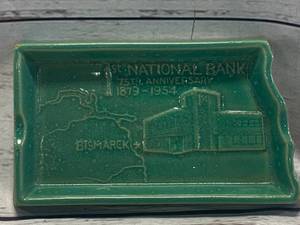 1st NATIONAL BANK
75TH ANNIVERSARY
1879-1954
BISMARCK